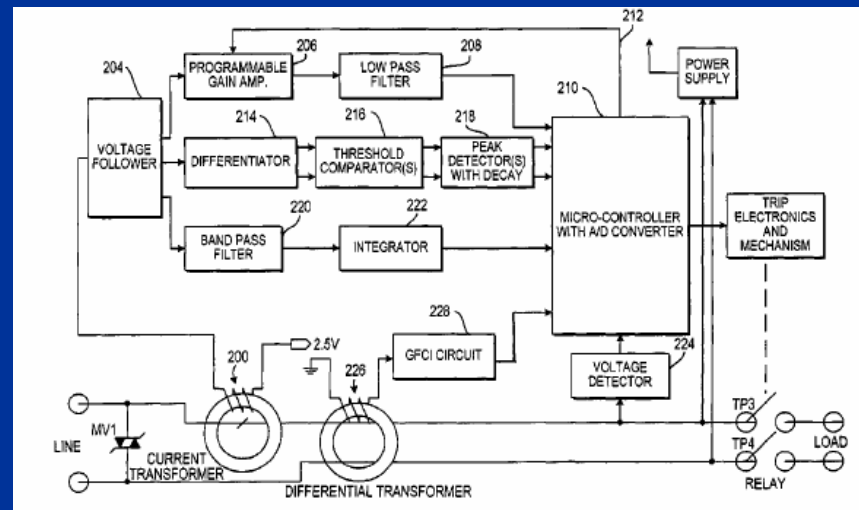 212
206
208
PROGRAMMABLE
GAIN AMP.
LOW PASS
FILTER
POWER
SUPPLY
204
210
214
216
218
VOLTAGE
FOLLOWER
DIFFERENTIATOR
THRESHOLD
COMPARATOR(S)
PEAK
DETECTOR(S)
WITH DECAY
MICRO-CONTROLLER
WITH A/D CONVERTER
TRIP
ELECTRONICS
AND
MECHANISM
220
222
BAND PASS
FILTER
INTEGRATOR
228
2.5V
GFCI CIRCUIT
200
226
VOLTAGE
DETECTOR
224
TP3
MV1
LINE
TP4
LOAD
CURRENT
TRANSFORMER
DIFFERENTIAL TRANSFORMER
RELAY